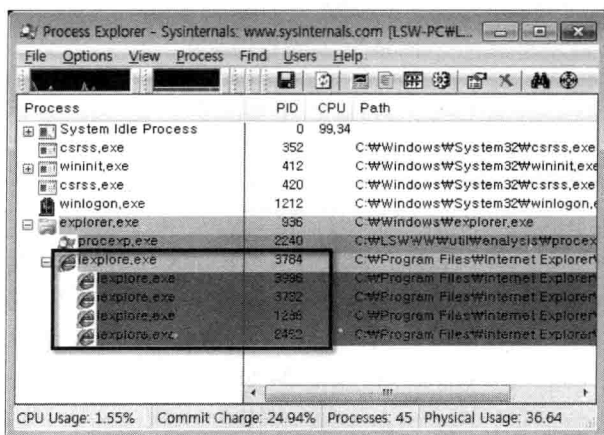 Process Explorer - Sysinternals: www.sysinternals.com [LSW-PC₩L...
File Options View Process Find Users Help
Process PID CPU Path
System Idle Process 0 99,34
csrss,exe 352 C:₩Windows₩System32₩csrss,exe
wininit,exe 412 C:₩Windows₩System32₩wininit,exe
csrss,exe 420 C:₩Windows₩System32₩csrss,exe
winlogon,exe 1212 C:₩Windows₩System32₩winlogon,e
explorer,exe 936 C:₩Windows₩explorer,exe
procexp,exe 2240 C:₩LSWWW₩util₩analysis₩procex
iexplore,exe 3784 C:₩Program Files₩Internet Explorer₩
iexplore,exe 3996 C:₩Program Files₩Internet Explorer₩
iexplore,exe 3732 C:₩Program Files₩Internet Explorer₩
iexplore,exe 1236 C:₩Program Files₩Internet Explorer₩
iexplore,exe 2452 C:₩Program Files₩Internet Explorer₩
CPU Usage: 1.55% Commit Charge: 24.94% Processes: 45 Physical Usage: 36.64